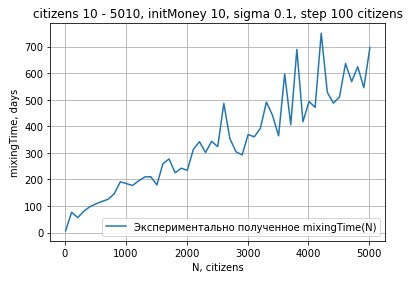 citizens 10 - 5010, initMoney 10, sigma 0.1, step 100 citizens
mixingTime, days
700
600
500
400
300
200
100
0
Экспериментально полученное mixingTime(N)
0 1000 2000 3000 4000 5000
N, citizens